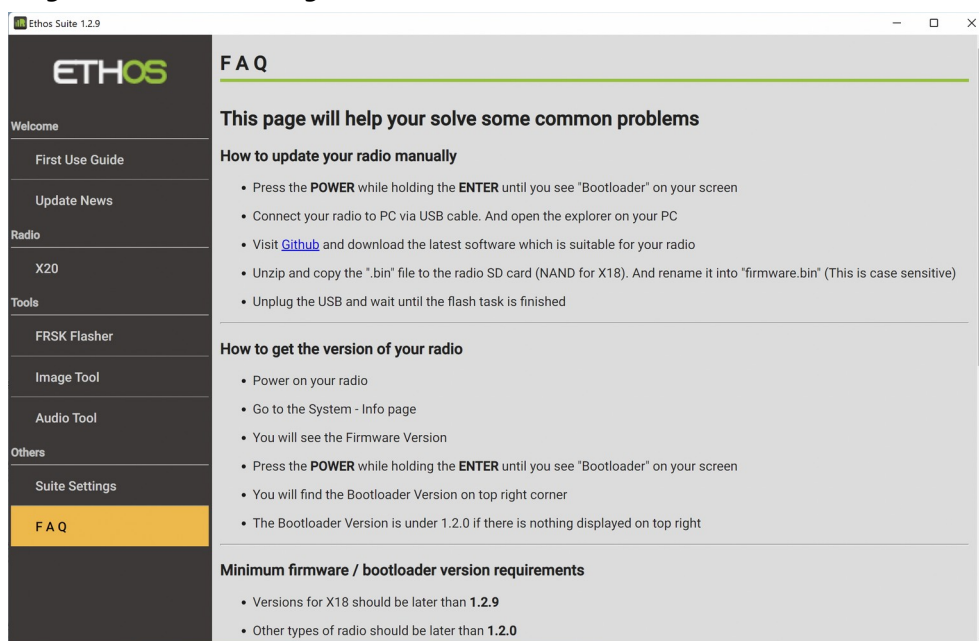 Ethos Suite 1.2.9
ETHOS
Welcome
First Use Guide
Update News
Radio
X20
Tools
FRSK Flasher
Image Tool
Audio Tool
Others
Suite Settings
F A Q
F A Q
This page will help your solve some common problems
How to update your radio manually
• Press the POWER while holding the ENTER until you see "Bootloader" on your screen
• Connect your radio to PC via USB cable. And open the explorer on your PC
• Visit Github and download the latest software which is suitable for your radio
• Unzip and copy the ".bin" file to the radio SD card (NAND for X18). And rename it into "firmware.bin" (This is case sensitive)
• Unplug the USB and wait until the flash task is finished
How to get the version of your radio
• Power on your radio
• Go to the System - Info page
• You will see the Firmware Version
• Press the POWER while holding the ENTER until you see "Bootloader" on your screen
• You will find the Bootloader Version on top right corner
• The Bootloader Version is under 1.2.0 if there is nothing displayed on top right
Minimum firmware / bootloader version requirements
• Versions for X18 should be later than 1.2.9
• Other types of radio should be later than 1.2.0